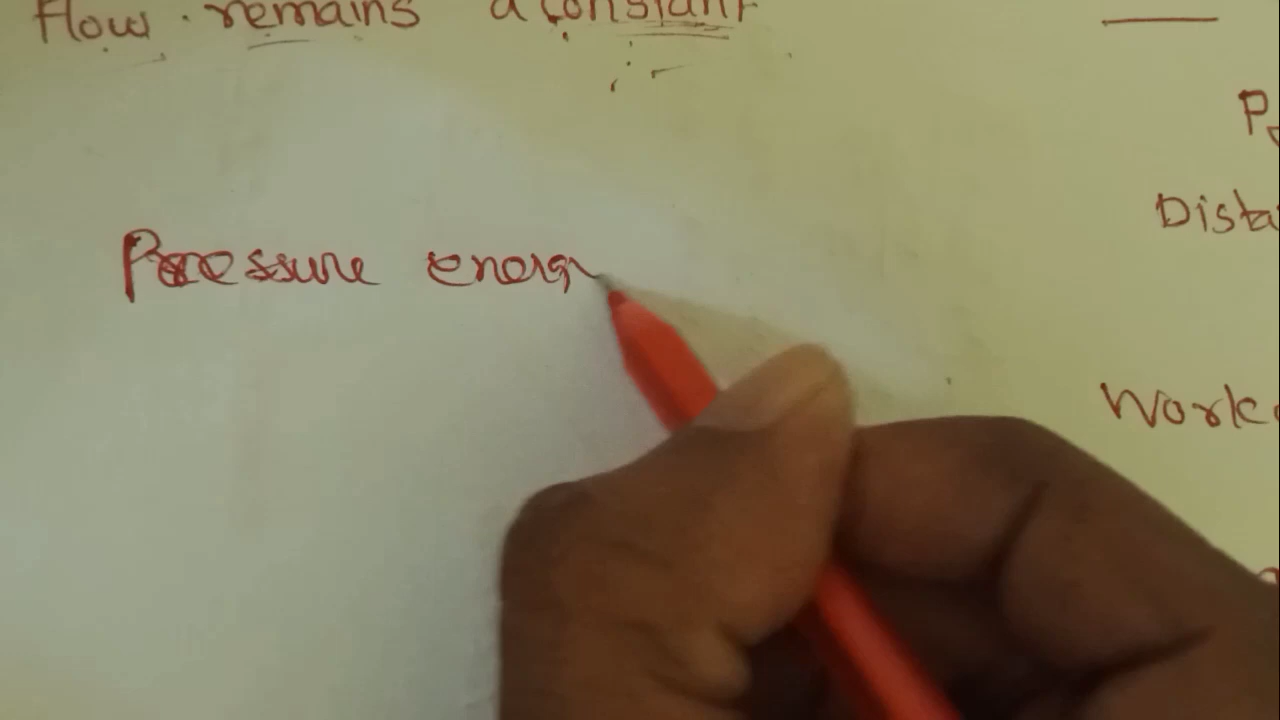 Flow remains a constant
Pressure energ
P
Dista
Work